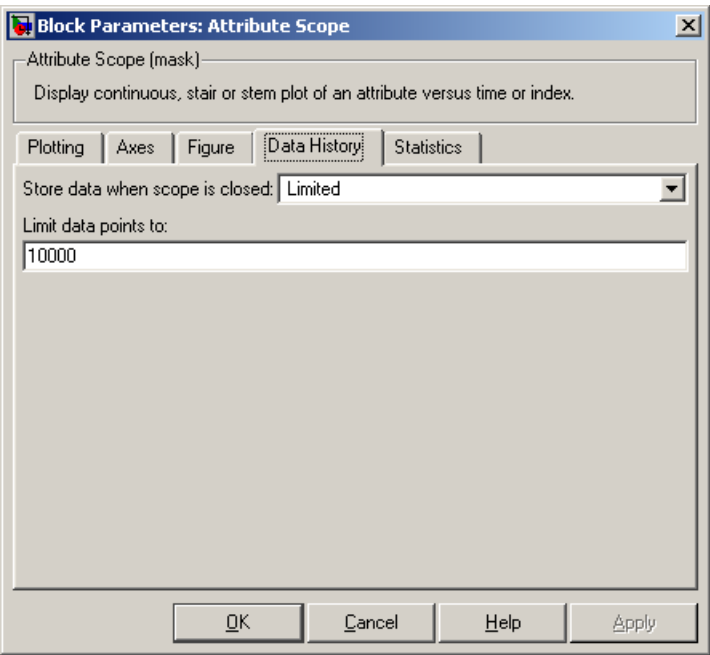 Block Parameters: Attribute Scope
Attribute Scope (mask)
Display continuous, stair or stem plot of an attribute versus time or index.
Plotting Axes Figure Data History Statistics
Store data when scope is closed: Limited
Limit data points to:
10000
OK Cancel Help Apply